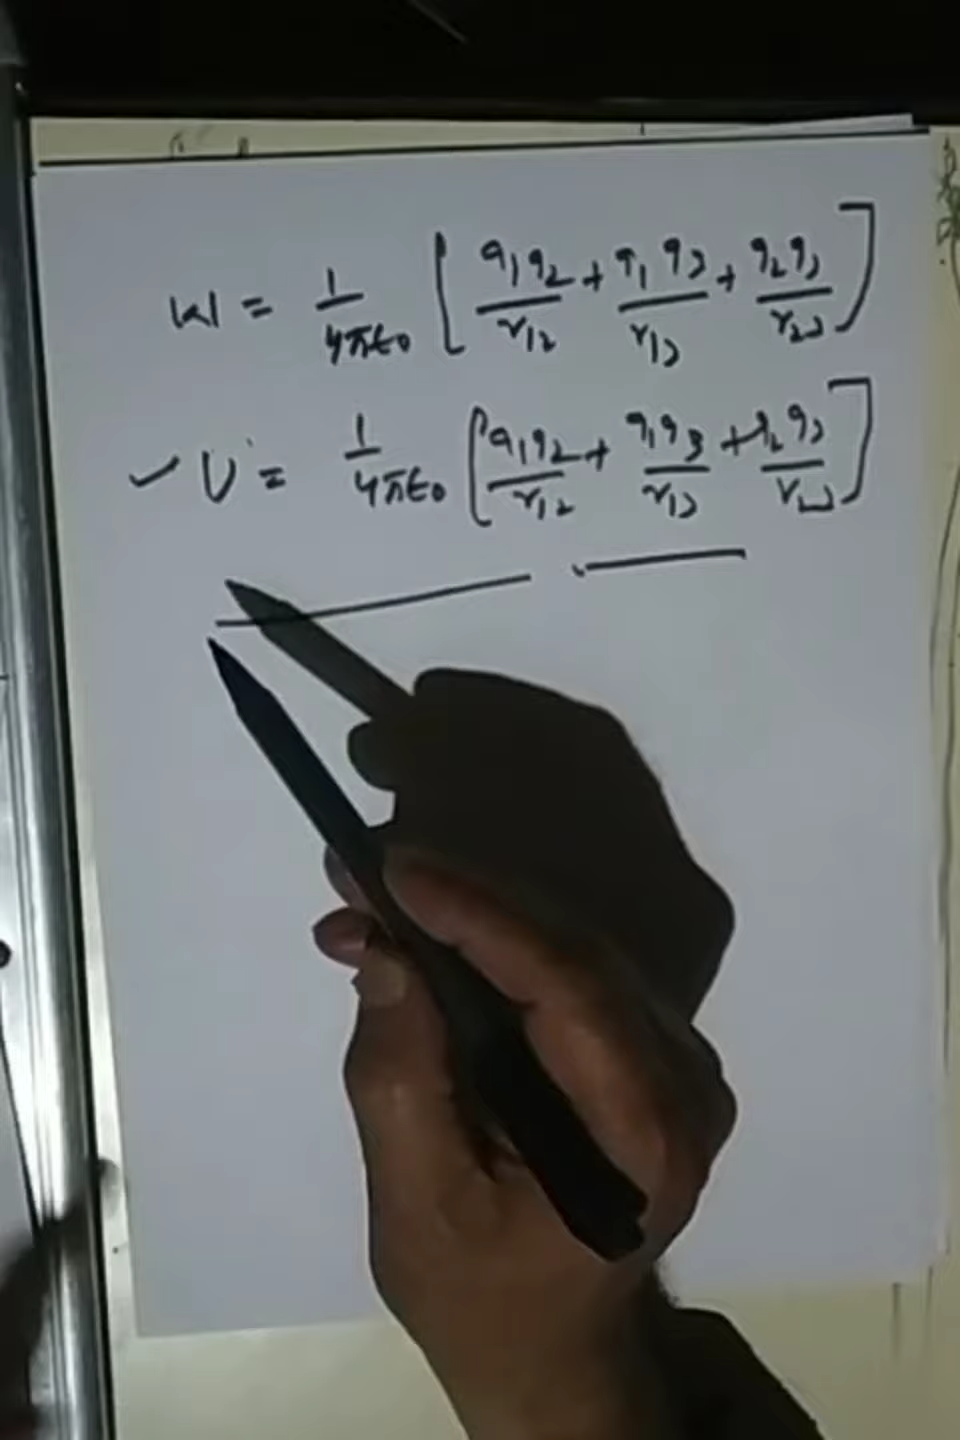 W = 1/4πε₀ [ q₁q₂/r₁₂ + q₁q₃/r₁₃ + q₂q₃/r₂₃ ]
✓ U = 1/4πε₀ [ q₁q₂/r₁₂ + q₁q₃/r₁₃ + q₂q₃/r₂₃ ]